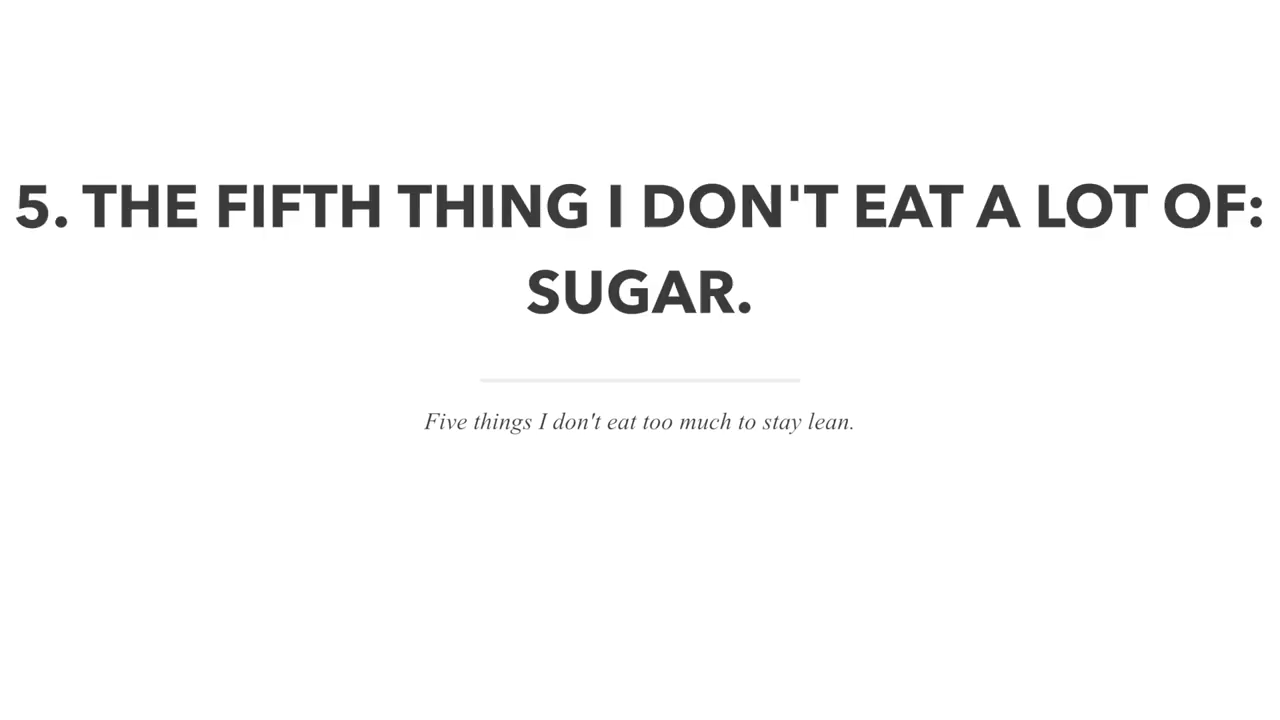 5. THE FIFTH THING I DON'T EAT A LOT OF:
SUGAR.
Five things I don't eat too much to stay lean.